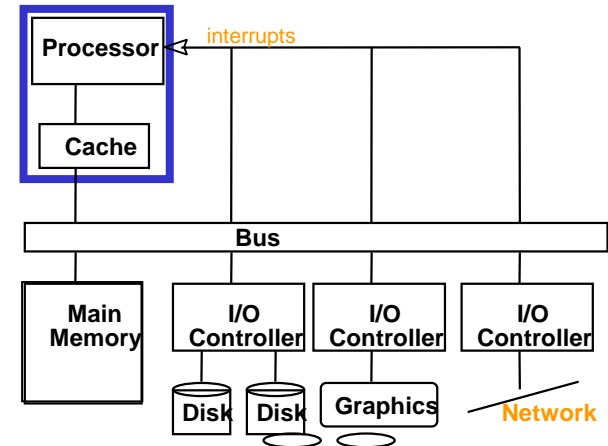 interrupts
Processor
Cache
Bus
Main
Memory
I/O
Controller
I/O
Controller
I/O
Controller
Disk
Disk
Graphics
Network